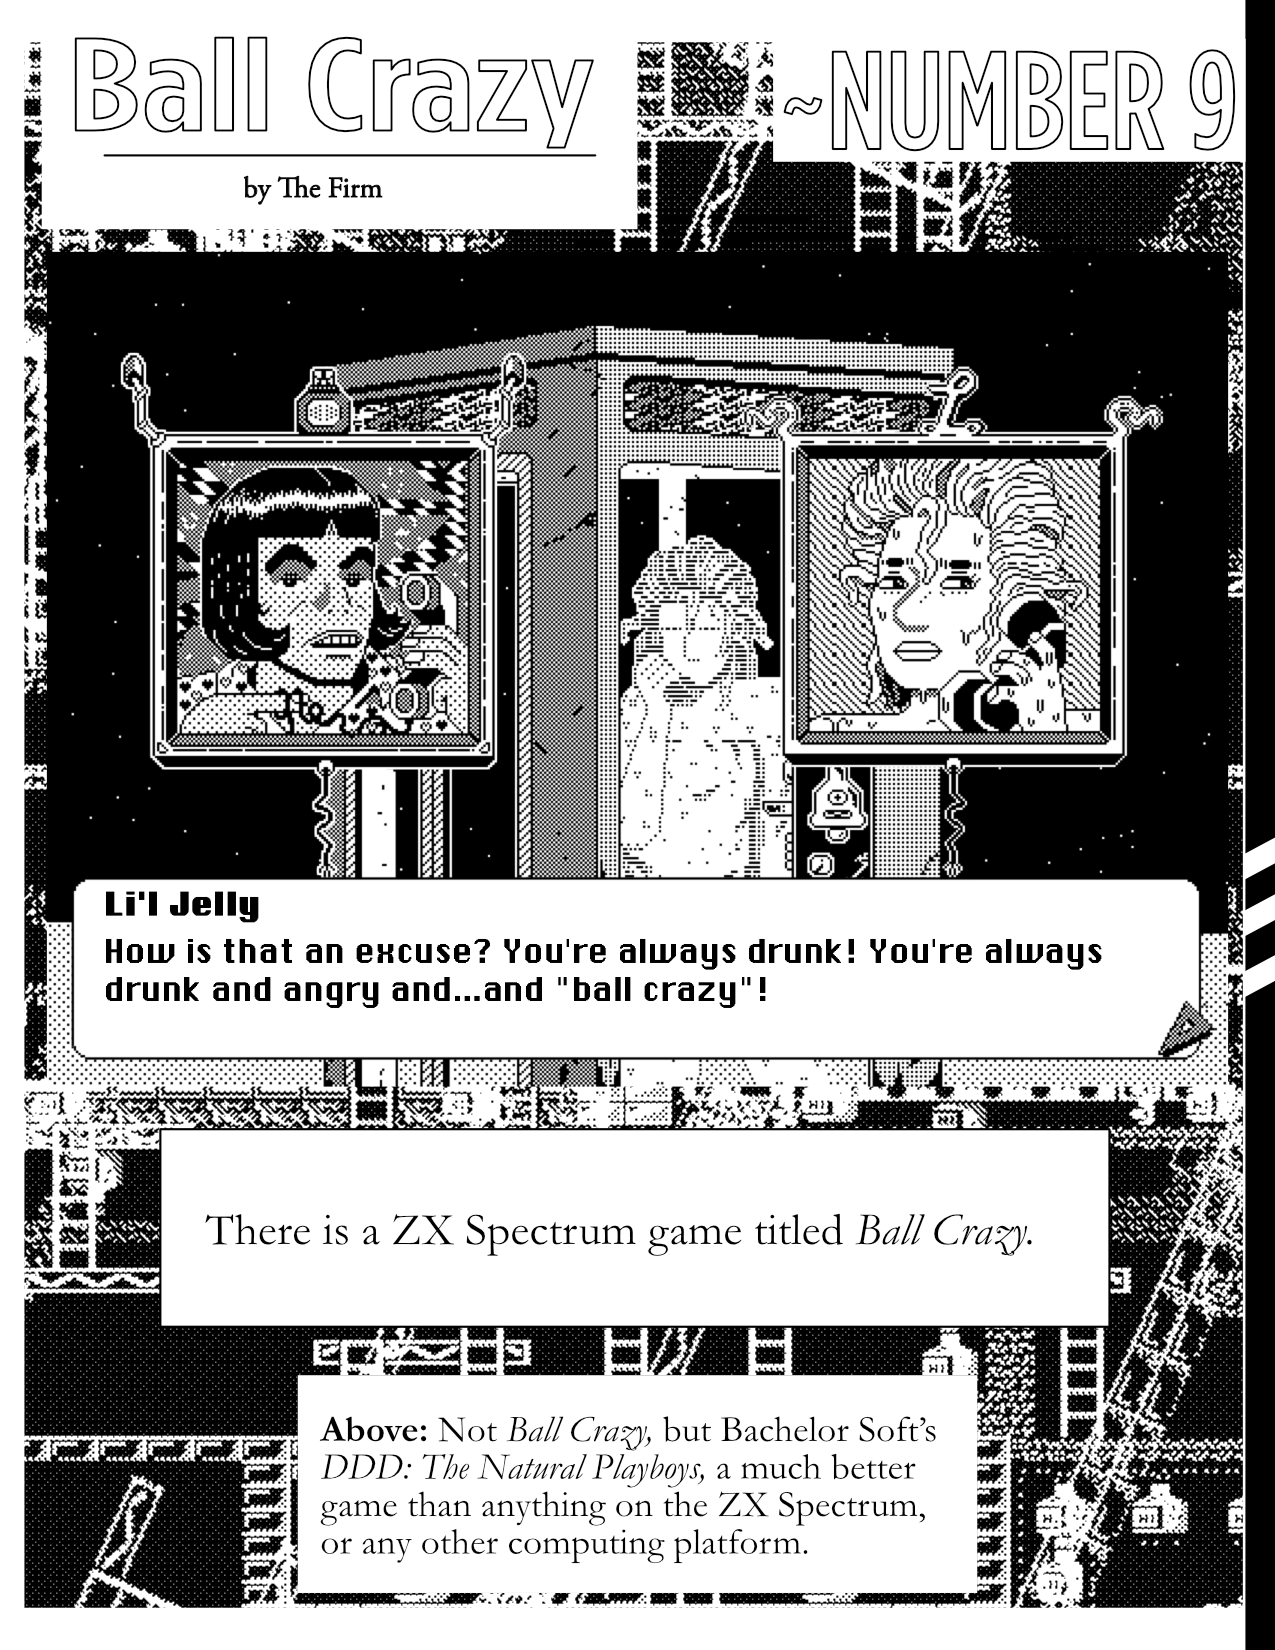 Ball Crazy
~NUMBER 9
by The Firm
Li'l Jelly
How is that an excuse? You're always drunk! You're always
drunk and angry and...and "ball crazy"!
There is a ZX Spectrum game titled Ball Crazy.
Above: Not Ball Crazy, but Bachelor Soft's
DDD: The Natural Playboys, a much better
game than anything on the ZX Spectrum,
or any other computing platform.